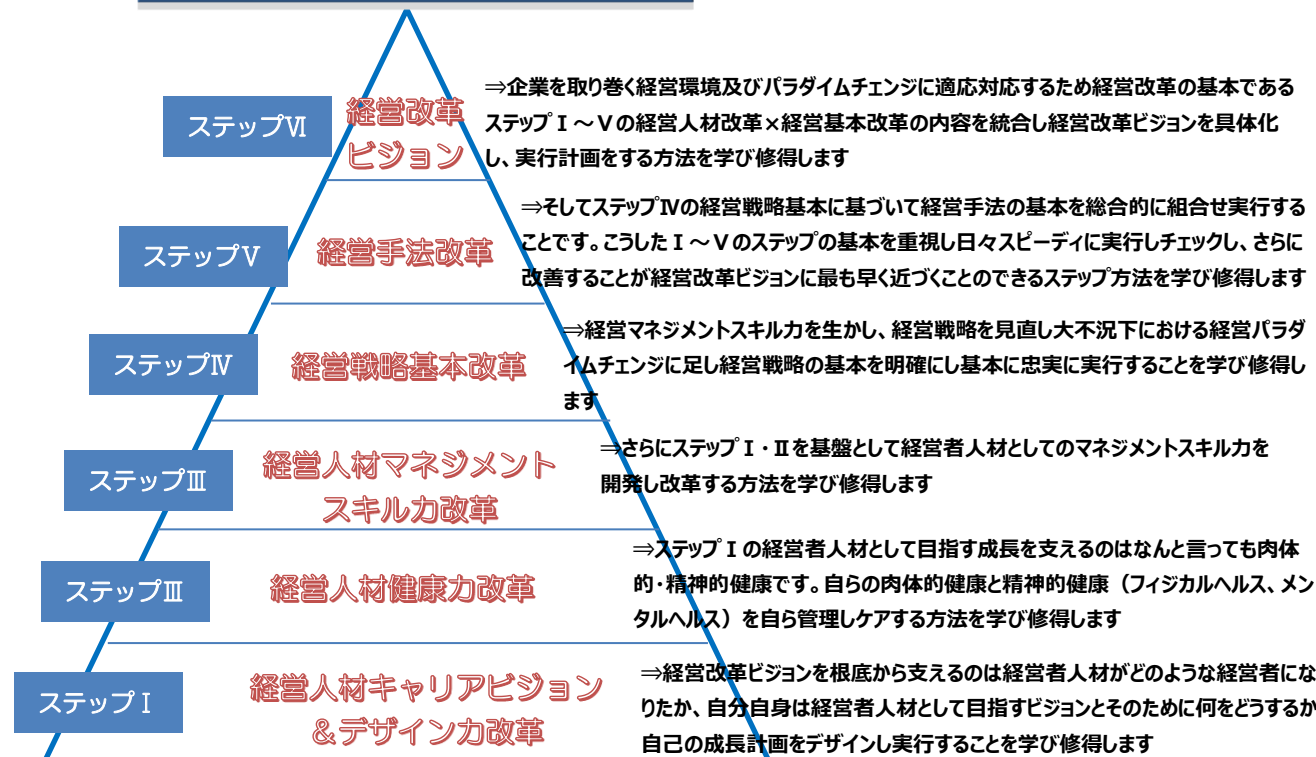 ステップⅥ
経営改革
ビジョン
⇒企業を取り巻く経営環境及びパラダイムチェンジに適応対応するため経営改革の基本である
ステップⅠ～Ⅴの経営人材改革×経営基本改革の内容を統合し経営改革ビジョンを具体化
し、実行計画をする方法を学び修得します
ステップⅤ
経営手法改革
⇒そしてステップⅣの経営戦略基本に基づいて経営手法の基本を総合的に組合せ実行する
ことです。こうしたⅠ～Ⅴのステップの基本を重視し日々スピーディに実行しチェックし、さらに
改善することが経営改革ビジョンに最も早く近づくことのできるステップ方法を学び修得します
ステップⅣ
経営戦略基本改革
⇒経営マネジメントスキル力を生かし、経営戦略を見直し大不況下における経営パラダ
イムチェンジに足し経営戦略の基本を明確にし基本に忠実に実行することを学び修得し
ます
ステップⅢ
経営人材マネジメント
スキル力改革
⇒さらにステップⅠ・Ⅱを基盤として経営者人材としてのマネジメントスキル力を
開発し改革する方法を学び修得します
ステップⅢ
経営人材健康力改革
⇒ステップⅠの経営者人材として目指す成長を支えるのはなんと言っても肉体
的・精神的健康です。自らの肉体的健康と精神的健康（フィジカルヘルス、メン
タルヘルス）を自ら管理しケアする方法を学び修得します
ステップⅠ
経営人材キャリアビジョン
＆デザイン力改革
⇒経営改革ビジョンを根底から支えるのは経営者人材がどのような経営者にな
りたか、自分自身は経営者人材として目指すビジョンとそのために何をどうするか
自己の成長計画をデザインし実行することを学び修得します